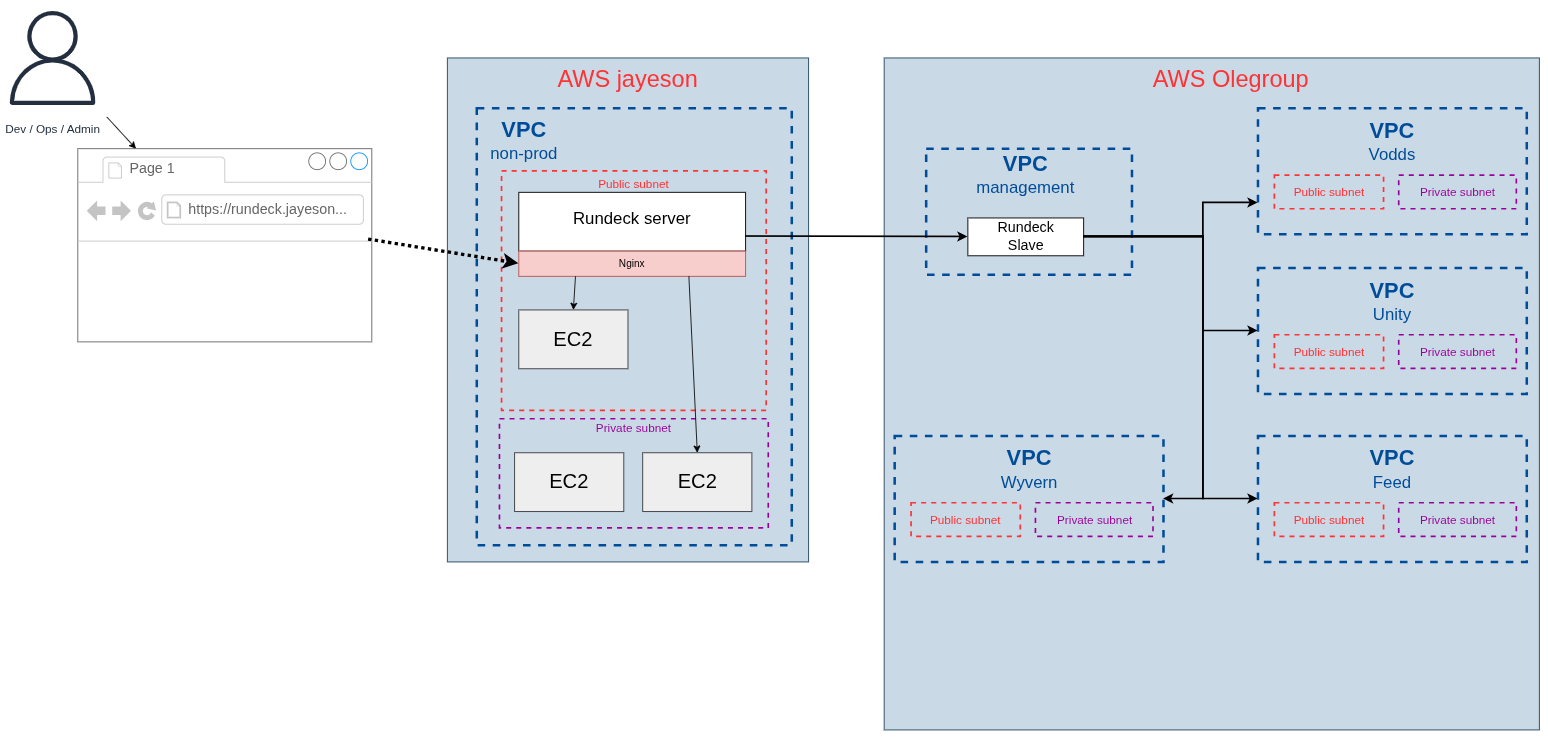 Dev / Ops / Admin
Page 1
https://rundeck.jayeson...
AWS jayeson
VPC
non-prod
Public subnet
Rundeck server
Nginx
EC2
Private subnet
EC2
EC2
AWS Olegroup
VPC
management
Rundeck
Slave
VPC
Vodds
Public subnet
Private subnet
VPC
Unity
Public subnet
Private subnet
VPC
Wyvern
Public subnet
Private subnet
VPC
Feed
Public subnet
Private subnet